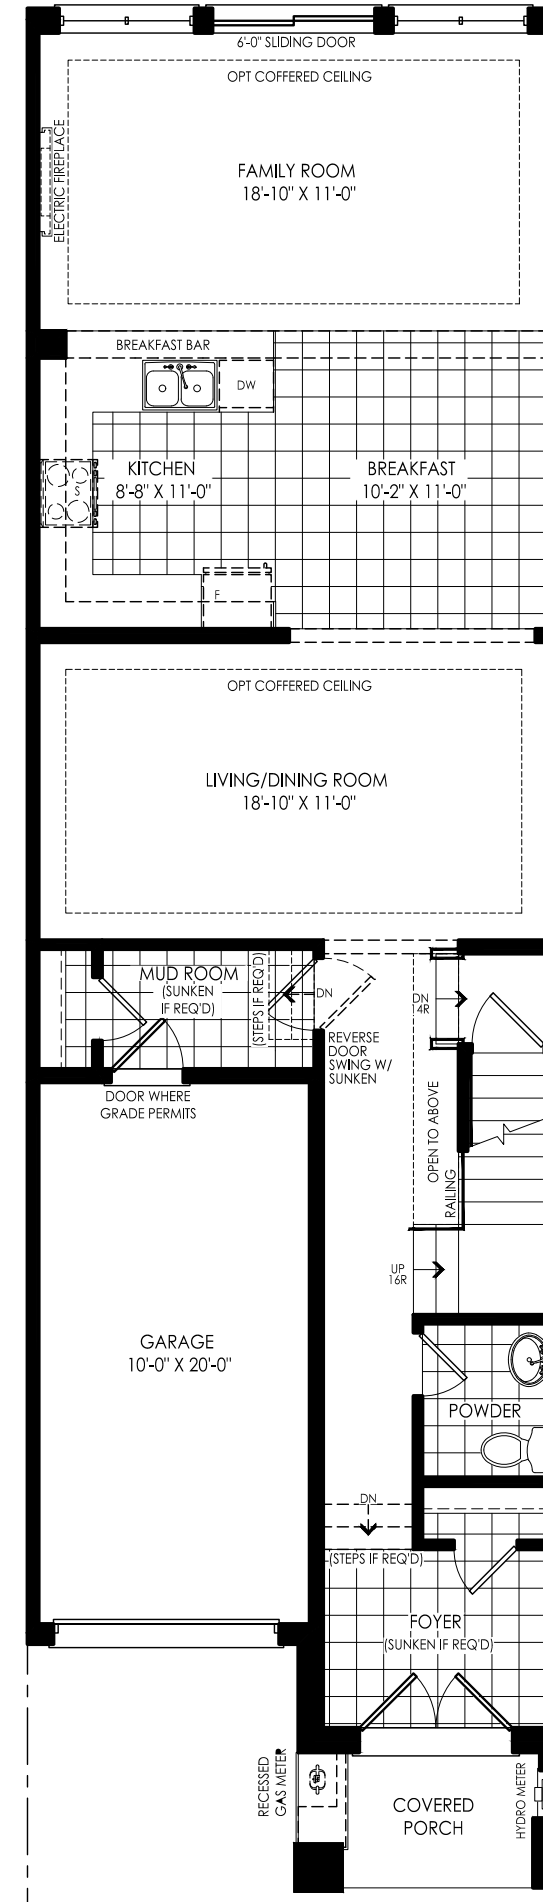 6'-0" SLIDING DOOR
OPT COFFERED CEILING
ELECTRIC FIREPLACE
FAMILY ROOM
18'-10" X 11'-0"
BREAKFAST BAR
DW
KITCHEN
8'-8" X 11'-0"
S
BREAKFAST
10'-2" X 11'-0"
F
OPT COFFERED CEILING
LIVING/DINING ROOM
18'-10" X 11'-0"
MUD ROOM
(SUNKEN
IF REQ'D)
(STEPS IF REQ'D)
DN
DN
14R
REVERSE
DOOR
SWING W/
SUNKEN
DOOR WHERE
GRADE PERMITS
OPEN TO ABOVE
RAILING
UP
16R
GARAGE
10'-0" X 20'-0"
POWDER
DN
(STEPS IF REQ'D)
FOYER
(SUNKEN IF REQ'D)
RECESSED
GAS METER
COVERED
PORCH
HYDRO METER